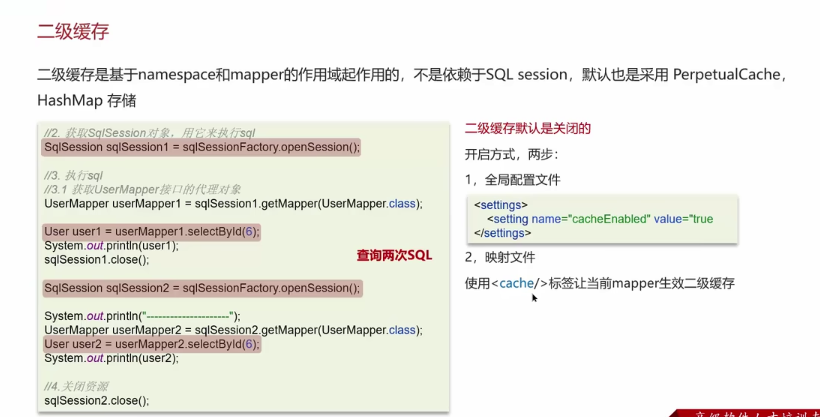 二级缓存
二级缓存是基于namespace和mapper的作用域起作用的，不是依赖于SQL session，默认也是采用 PerpetualCache，
HashMap 存储
//2. 获取SqlSession对象，用它来执行sql
SqlSession sqlSession1 = sqlSessionFactory.openSession();
//3. 执行sql
//3.1 获取UserMapper接口的代理对象
UserMapper userMapper1 = sqlSession1.getMapper(UserMapper.class);
User user1 = userMapper1.selectById(6);
System.out.println(user1);
sqlSession1.close();
查询两次SQL
SqlSession sqlSession2 = sqlSessionFactory.openSession();
System.out.println("---------------------");
UserMapper userMapper2 = sqlSession2.getMapper(UserMapper.class);
User user2 = userMapper2.selectById(6);
System.out.println(user2);
//4.关闭资源
sqlSession2.close();
二级缓存默认是关闭的
开启方式，两步：
1，全局配置文件
<settings>
<setting name="cacheEnabled" value="true
</settings>
2，映射文件
使用<cache/>标签让当前mapper生效二级缓存